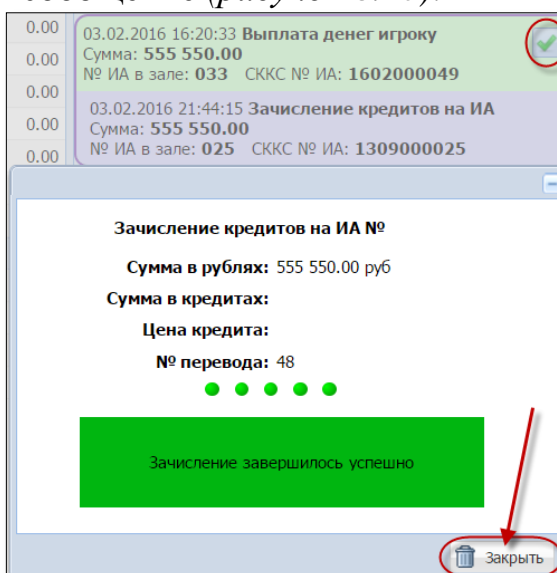 0.00
03.02.2016 16:20:33 Выплата денег игроку
0.00
Сумма: 555 550.00
№ ИА в зале: 033 СККС № ИА: 1602000049
0.00
03.02.2016 21:44:15 Зачисление кредитов на ИА
0.00
Сумма: 555 550.00
0.00
№ ИА в зале: 025 СККС № ИА: 1309000025
Зачисление кредитов на ИА №
Сумма в рублях: 555 550.00 руб
Сумма в кредитах:
Цена кредита:
№ перевода: 48
Зачисление завершилось успешно
Закрыть